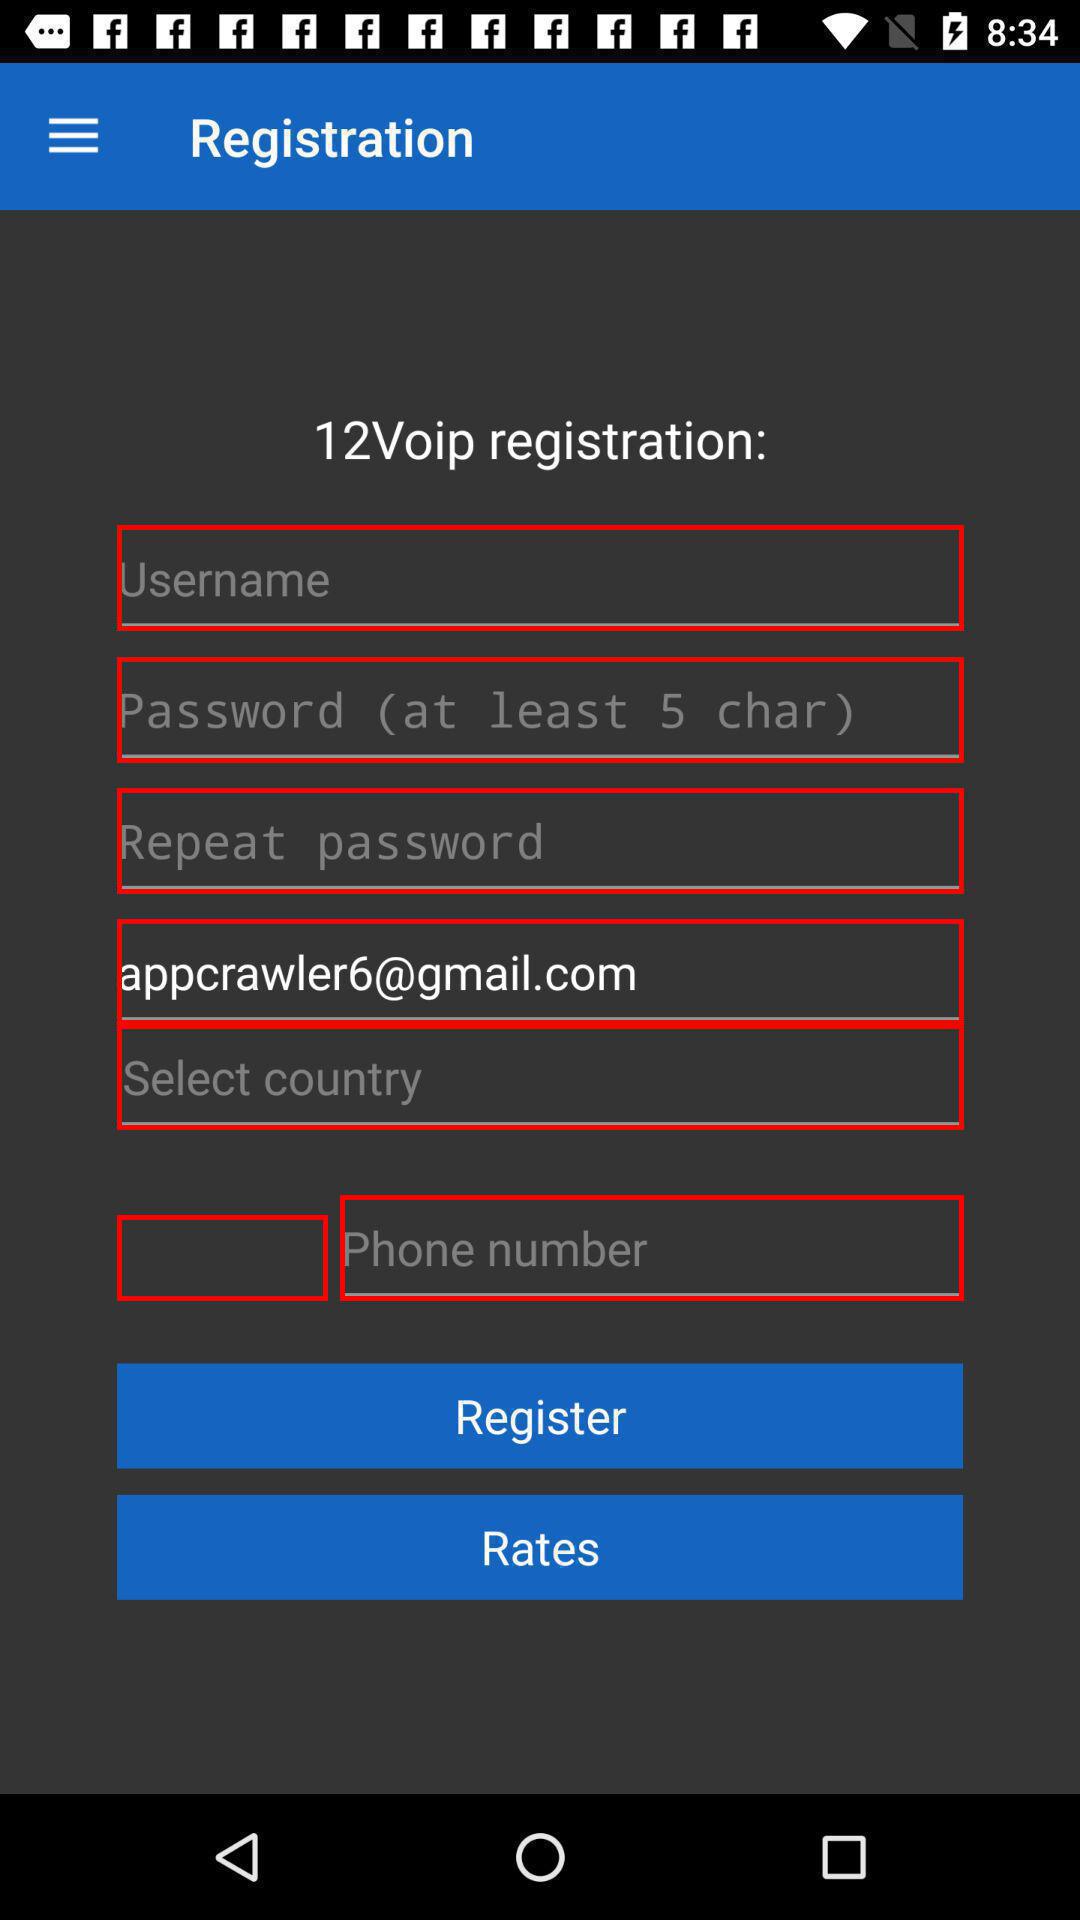 8:34
Registration
12Voip registration:
Username
Password (at least 5 char)
Repeat password
appcrawler6@gmail.com
Select country
Phone number
Register
Rates